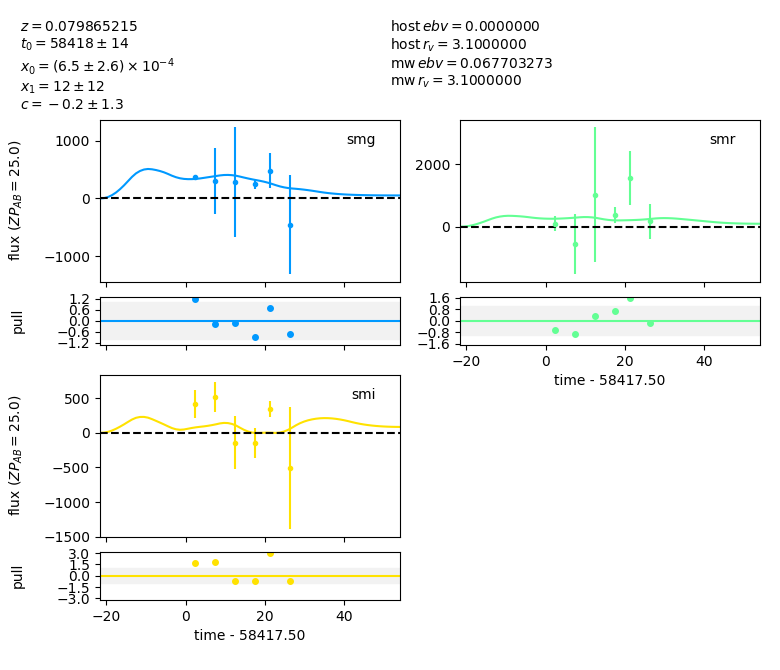 z = 0.079865215
t₀ = 58418 ± 14
x₀ = (6.5 ± 2.6) × 10⁻⁴
x₁ = 12 ± 12
c = −0.2 ± 1.3
host ebv = 0.0000000
host r_v = 3.1000000
mw ebv = 0.067703273
mw r_v = 3.1000000
flux (ZP_AB = 25.0)
1000
0
−1000
smg
2000
0
smr
pull
1.2
0.6
0.0
−0.6
−1.2
1.6
0.8
0.0
−0.8
−1.6
−20
0
20
40
time - 58417.50
flux (ZP_AB = 25.0)
500
0
−500
−1000
−1500
smi
pull
3.0
1.5
0.0
−1.5
−3.0
−20
0
20
40
time - 58417.50